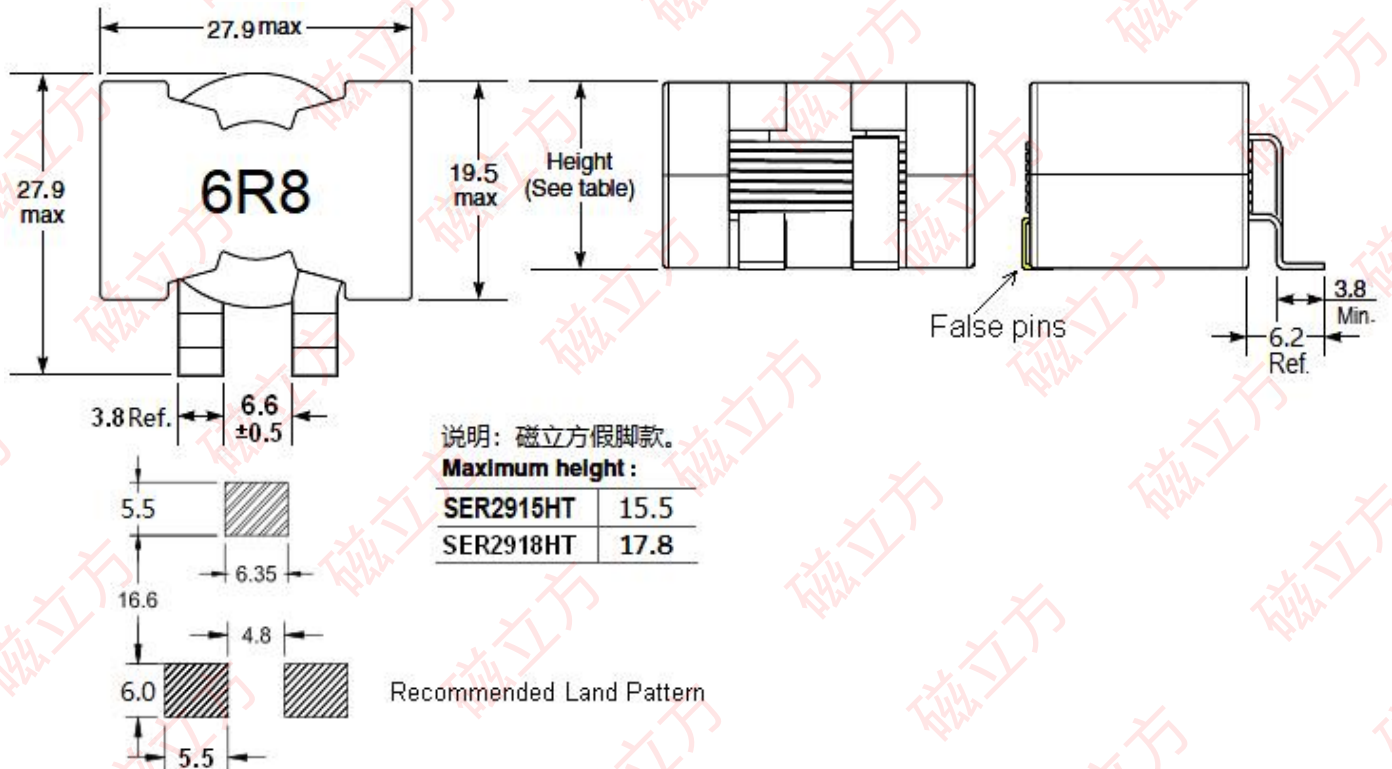 27.9 max
27.9
max
6R8
19.5
max
Height
(See table)
False pins
3.8
Min.
6.2
Ref.
3.8 Ref.
6.6
±0.5
说明：磁立方假脚款。
Maximum height :
SER2915HT 15.5
SER2918HT 17.8
5.5
6.35
16.6
4.8
6.0
5.5
Recommended Land Pattern
磁立方